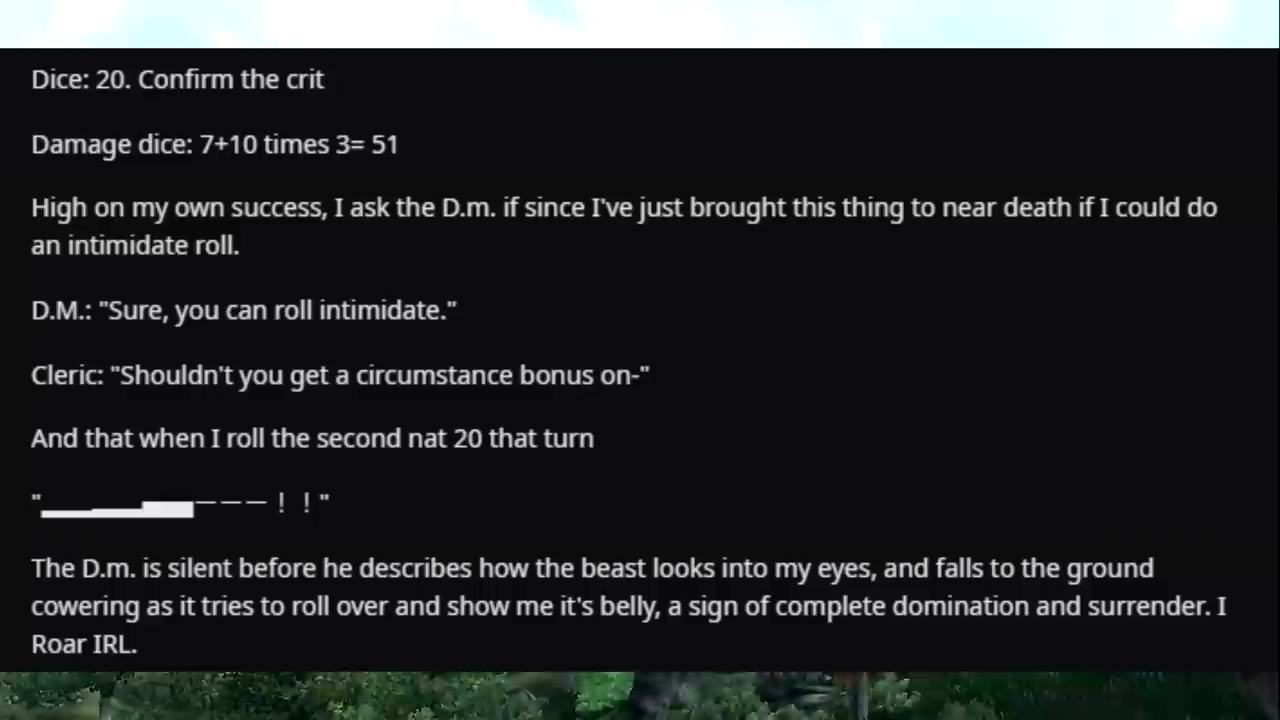 Dice: 20. Confirm the crit
Damage dice: 7+10 times 3= 51
High on my own success, I ask the D.m. if since I've just brought this thing to near death if I could do
an intimidate roll.
D.M.: "Sure, you can roll intimidate."
Cleric: "Shouldn't you get a circumstance bonus on-"
And that when I roll the second nat 20 that turn
"▂▂▃▃▄▄───！！"
The D.m. is silent before he describes how the beast looks into my eyes, and falls to the ground
cowering as it tries to roll over and show me it's belly, a sign of complete domination and surrender. I
Roar IRL.